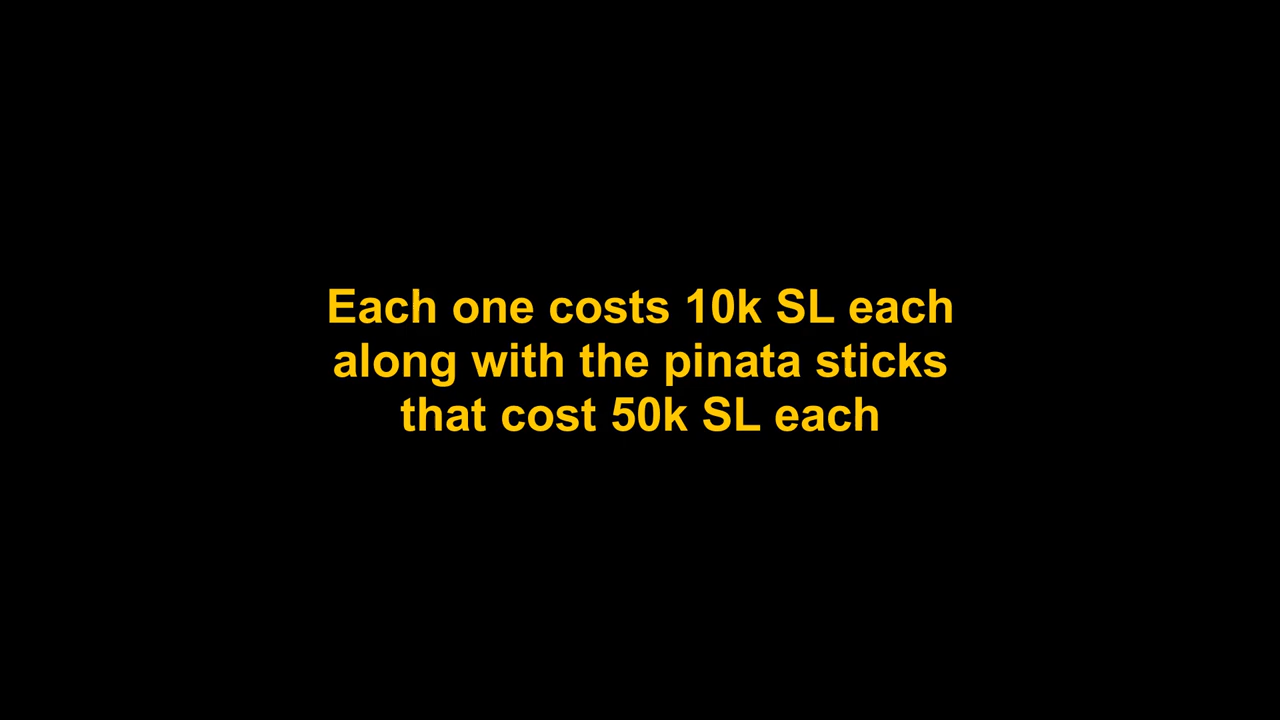 Each one costs 10k SL each
along with the pinata sticks
that cost 50k SL each